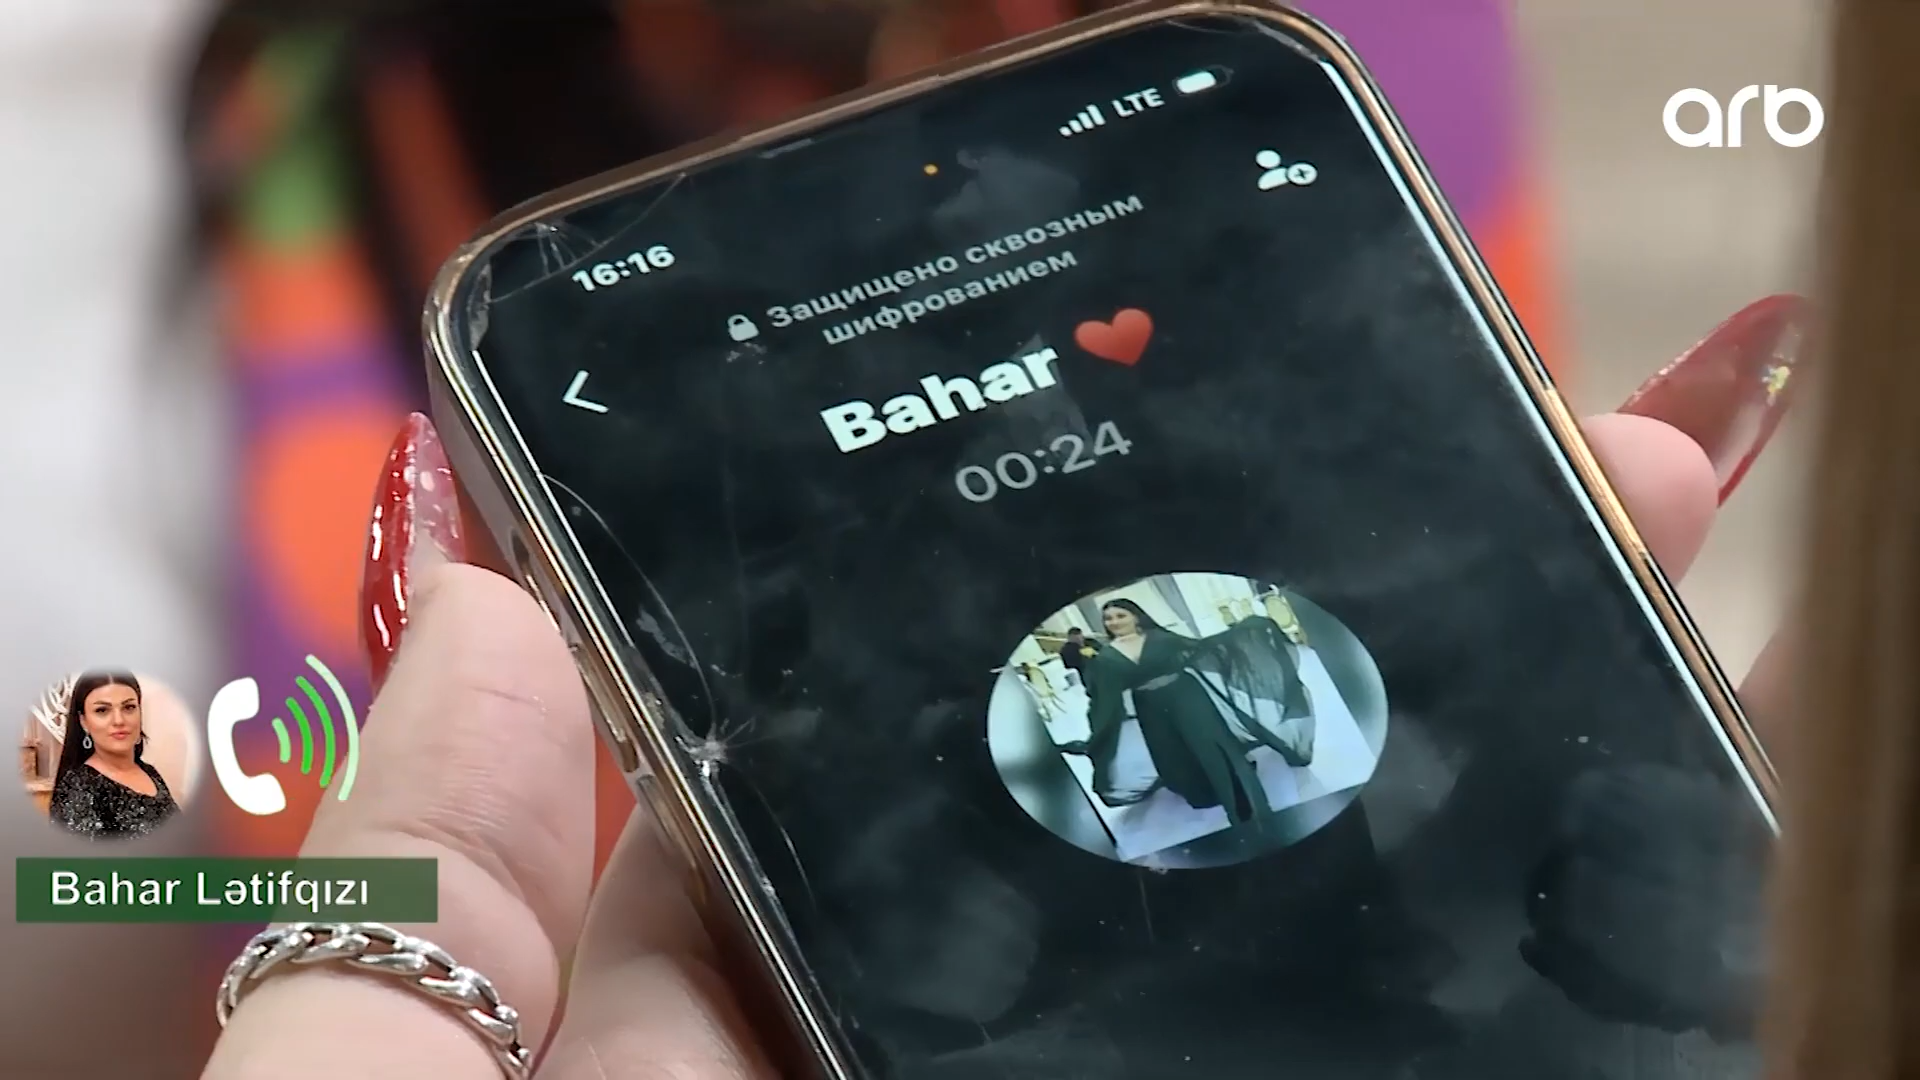 arb
LTE
16:16
Защищено сквозным
шифрованием
Bahar ❤️
00:24
Bahar Lətifqızı